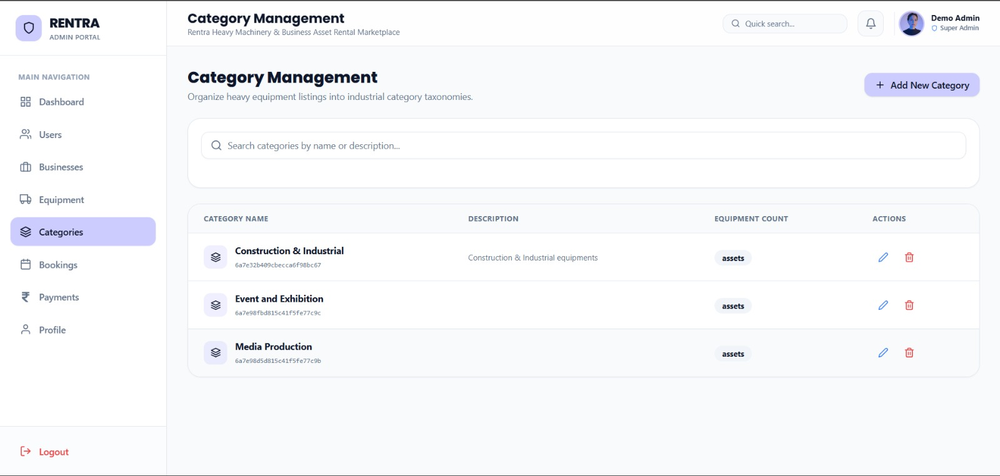 RENTRA
ADMIN PORTAL
MAIN NAVIGATION
Dashboard
Users
Businesses
Equipment
Categories
Bookings
Payments
Profile
Logout
Category Management
Rentra Heavy Machinery & Business Asset Rental Marketplace
Quick search...
Demo Admin
Super Admin
Category Management
Organize heavy equipment listings into industrial category taxonomies.
+ Add New Category
Search categories by name or description...
CATEGORY NAME DESCRIPTION EQUIPMENT COUNT ACTIONS
Construction & Industrial
6a7e32b409cbecca6f98bc67
Construction & Industrial equipments
assets
Event and Exhibition
6a7e98fbd815c41f5fe77c9c
assets
Media Production
6a7e98d5d815c41f5fe77c9b
assets